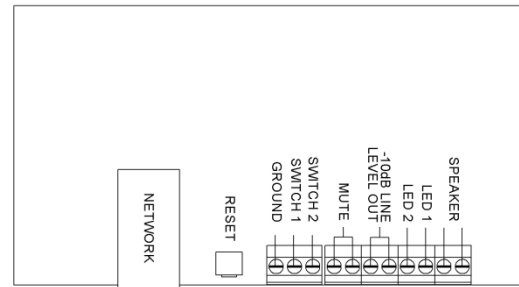 NETWORK
RESET
GROUND
SWITCH 1
SWITCH 2
MUTE
-10dB LINE
LEVEL OUT
LED 2
LED 1
SPEAKER